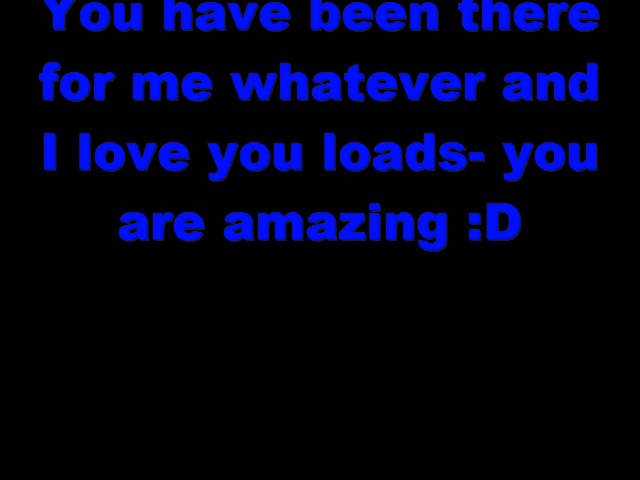 You have been there
for me whatever and
I love you loads- you
are amazing :D